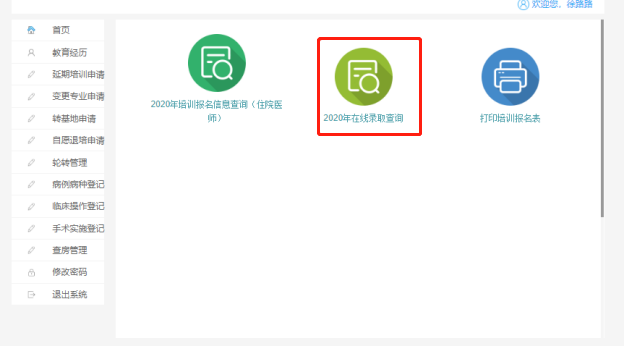 欢迎您，徐璐璐
首页
教育经历
延期培训申请
变更专业申请
转基地申请
自愿退培申请
轮转管理
病例病种登记
临床操作登记
手术实施登记
查房管理
修改密码
退出系统
2020年培训报名信息查询（住院医
师）
2020年在线录取查询
打印培训报名表